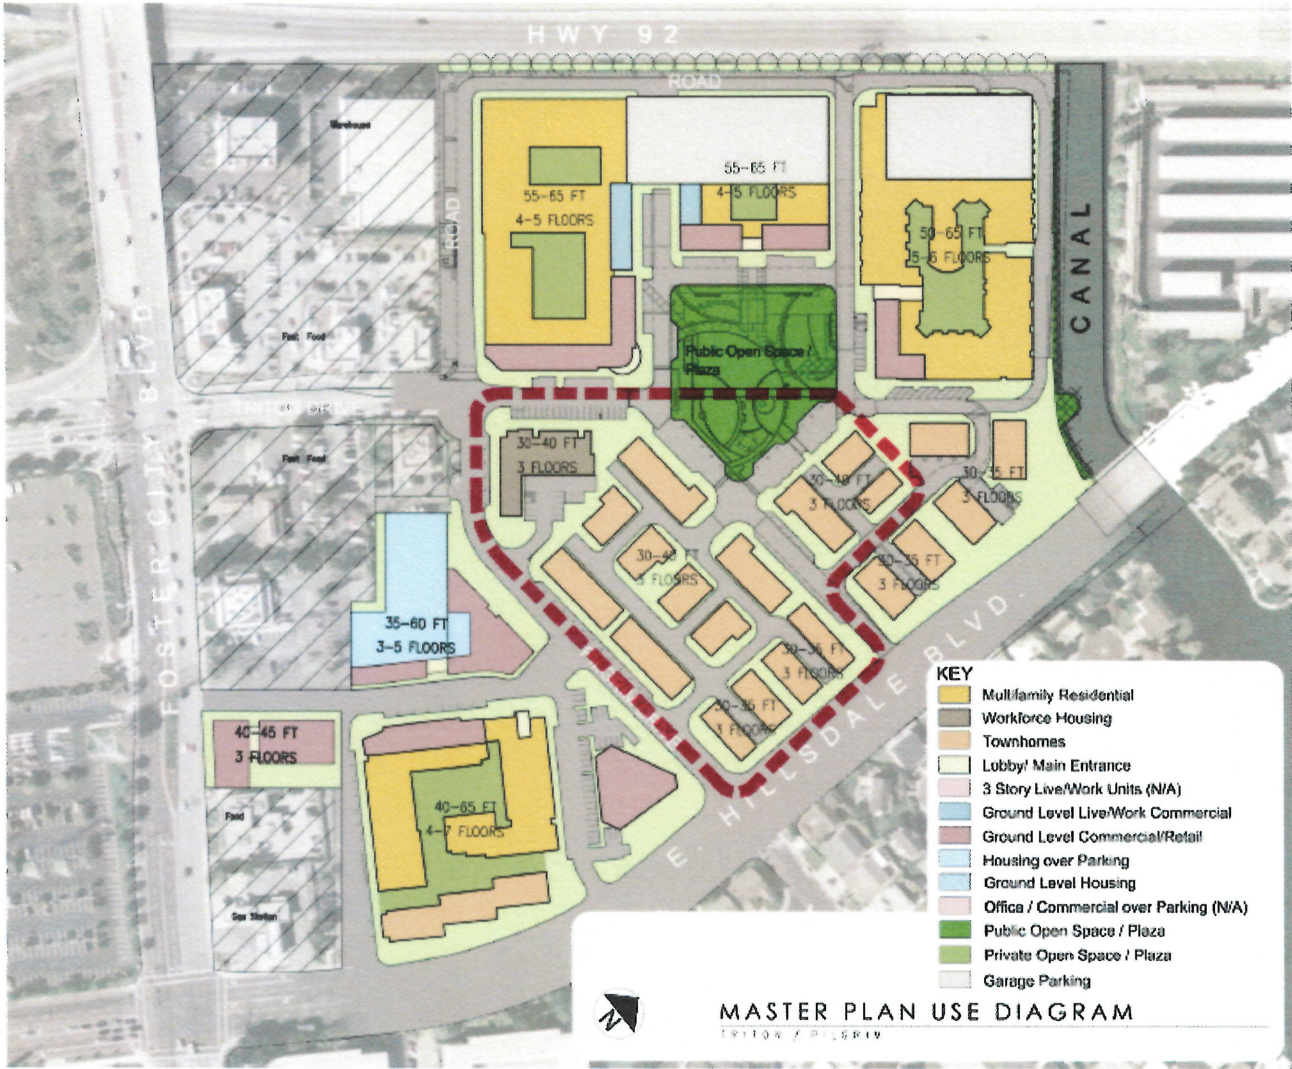 HWY 92
ROAD
Warehouse
55-65 FT
4-5 FLOORS
55-65 FT
4-5 FLOORS
50-65 FT
5-6 FLOORS
ROAD
CANAL
Fast Food
Public Open Space /
Plaza
FOSTER CITY BLVD
TRITON DRIVE
Fast Food
30-40 FT
3 FLOORS
30-40 FT
3 FLOORS
30-35 FT
3 FLOORS
30-40 FT
3 FLOORS
30-35 FT
3 FLOORS
35-60 FT
3-5 FLOORS
30-35 FT
3 FLOORS
30-35 FT
3 FLOORS
40-45 FT
3 FLOORS
40-65 FT
4-7 FLOORS
Food
Gas Station
E HILLSDALE BLVD.
KEY
Multifamily Residential
Workforce Housing
Townhomes
Lobby/ Main Entrance
3 Story Live/Work Units (N/A)
Ground Level Live/Work Commercial
Ground Level Commercial/Retail
Housing over Parking
Ground Level Housing
Office / Commercial over Parking (N/A)
Public Open Space / Plaza
Private Open Space / Plaza
Garage Parking
N
MASTER PLAN USE DIAGRAM
TRITON / PILGRIM